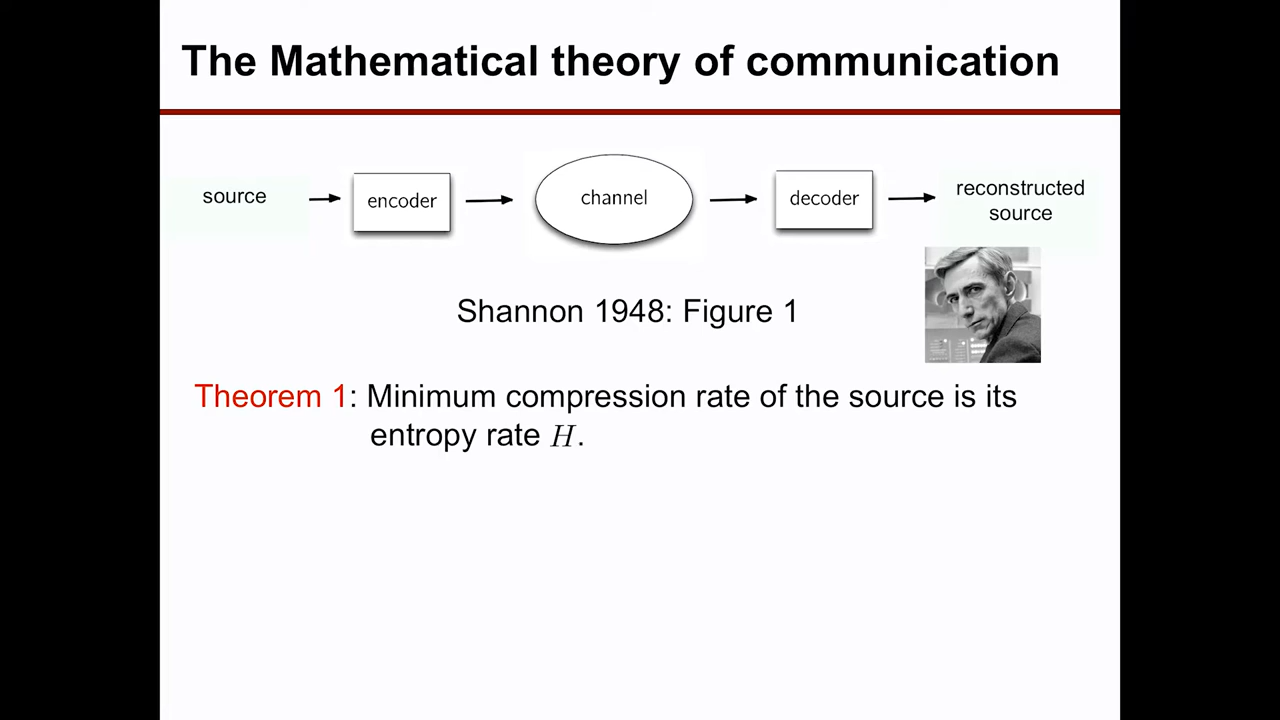 The Mathematical theory of communication
source
encoder
channel
decoder
reconstructed
source
Shannon 1948: Figure 1
Theorem 1: Minimum compression rate of the source is its
entropy rate H.